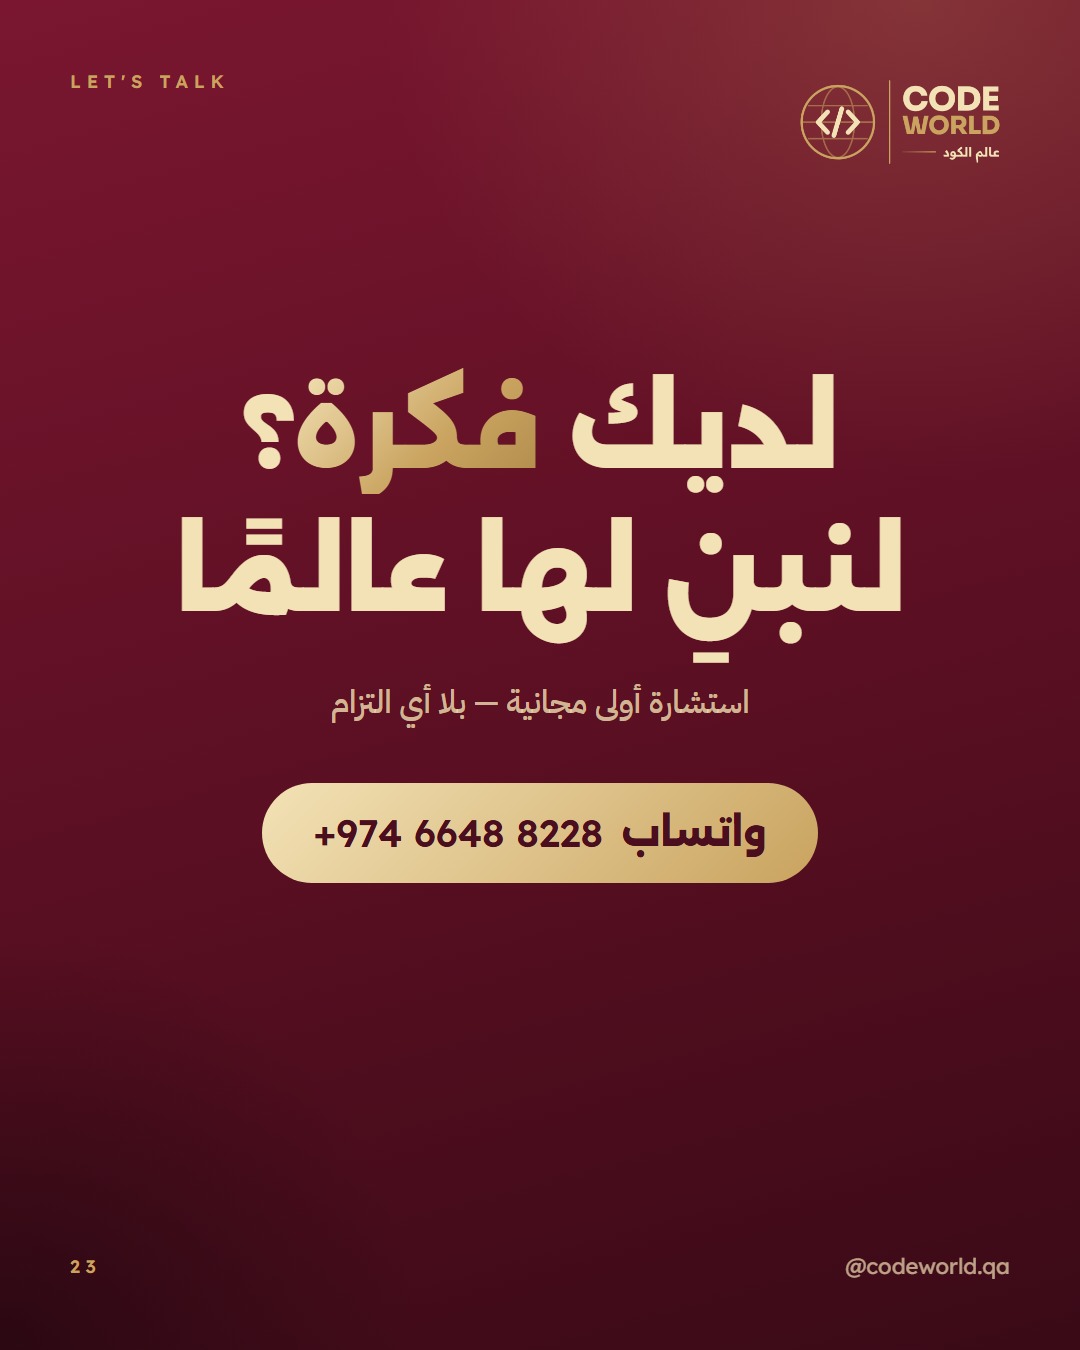 LET'S TALK
CODE
WORLD
عالم الكود
لديك فكرة؟
لنبنِ لها عالمًا
استشارة أولى مجانية — بلا أي التزام
واتساب +974 6648 8228
23
@codeworld.qa